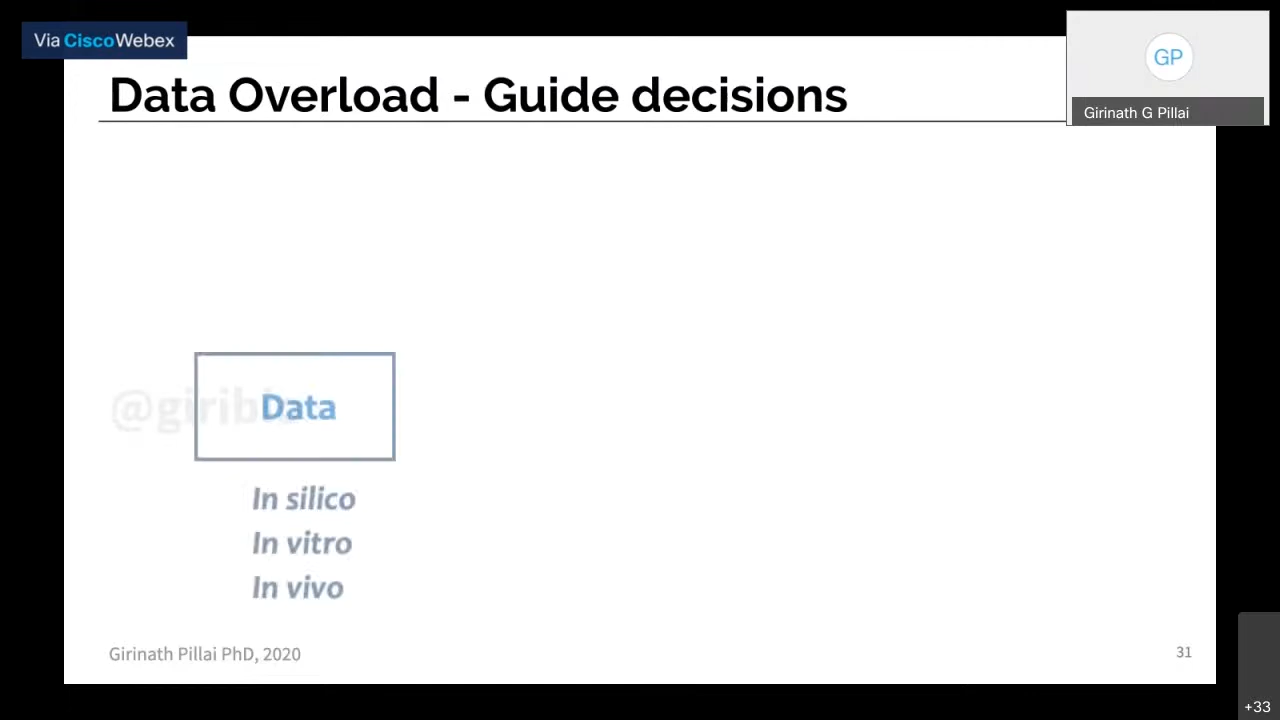 Via CiscoWebex
GP
Girinath G Pillai
Data Overload - Guide decisions
Data
In silico
In vitro
In vivo
Girinath Pillai PhD, 2020
31
+33